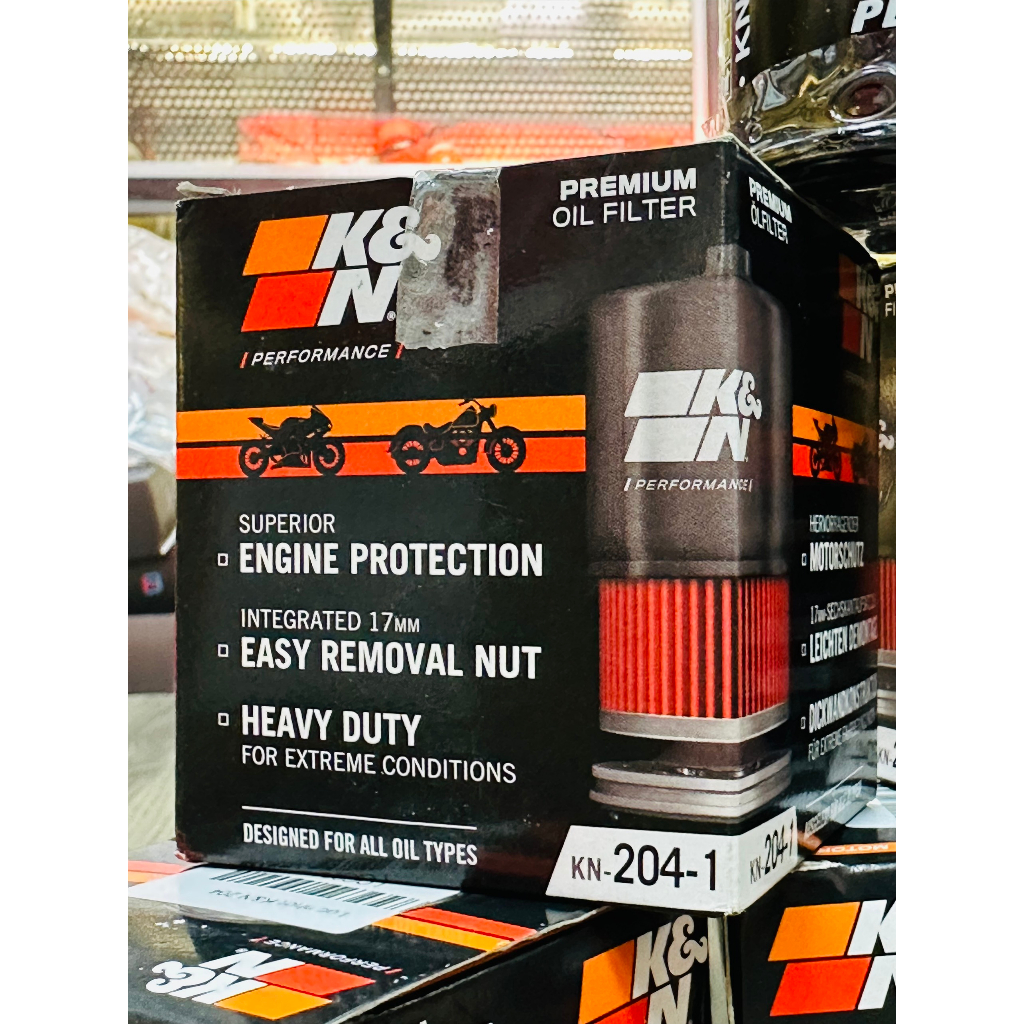 K&
N®
/ PERFORMANCE /
PREMIUM
OIL FILTER
PREMIUM
ÖLFILTER
K&
N
/ PERFORMANCE /
SUPERIOR
ENGINE PROTECTION
INTEGRATED 17MM
EASY REMOVAL NUT
HEAVY DUTY
FOR EXTREME CONDITIONS
DESIGNED FOR ALL OIL TYPES
KN-204-1
HERVORRAGENDER
MOTORSCHUTZ
LEICHTEN
KN-204-1
K&
N
/ PERFORMANCE /
K&
N
K
N